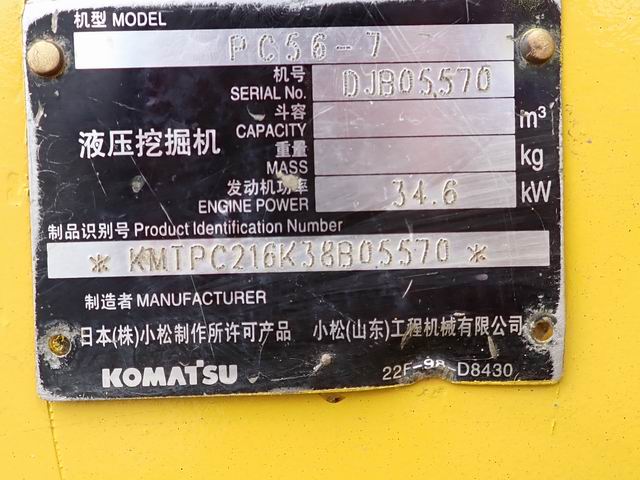 机型 MODEL
PC56-7
机号
SERIAL No.
DJB05570
斗容
CAPACITY
m³
液压挖掘机
重量
MASS
kg
发动机功率
ENGINE POWER
34.6
kW
制品识别号 Product Identification Number
* KMTPC216K38B05570 *
制造者 MANUFACTURER
日本(株)小松制作所许可产品 小松(山东)工程机械有限公司
KOMATSU
22F-98-D8430